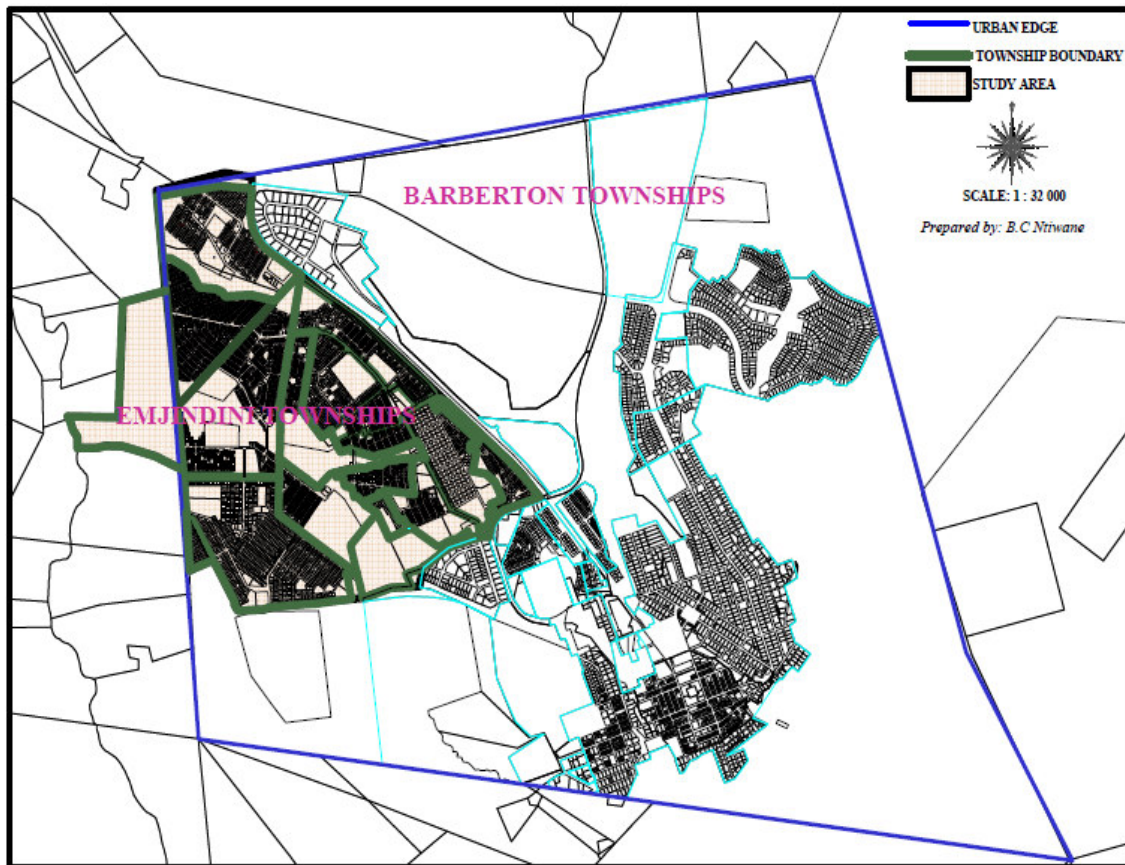 URBAN EDGE
TOWNSHIP BOUNDARY
STUDY AREA
SCALE: 1 : 32 000
Prepared by: B.C Ntiwane
BARBERTON TOWNSHIPS
EMJINDINI TOWNSHIPS